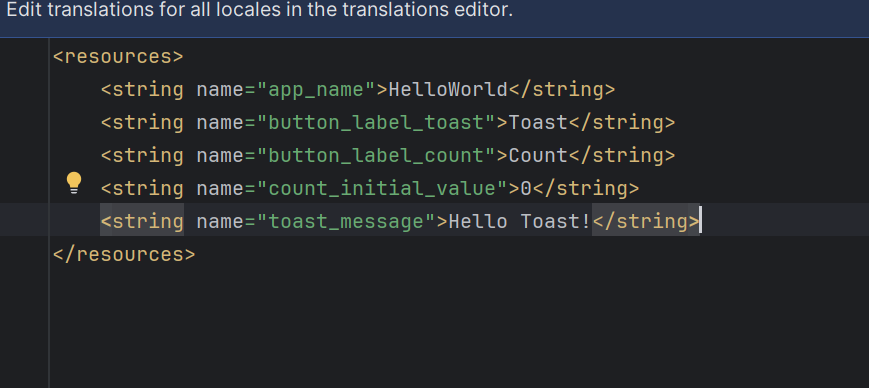 Edit translations for all locales in the translations editor.
<resources>
    <string name="app_name">HelloWorld</string>
    <string name="button_label_toast">Toast</string>
    <string name="button_label_count">Count</string>
    <string name="count_initial_value">0</string>
    <string name="toast_message">Hello Toast!</string>
</resources>